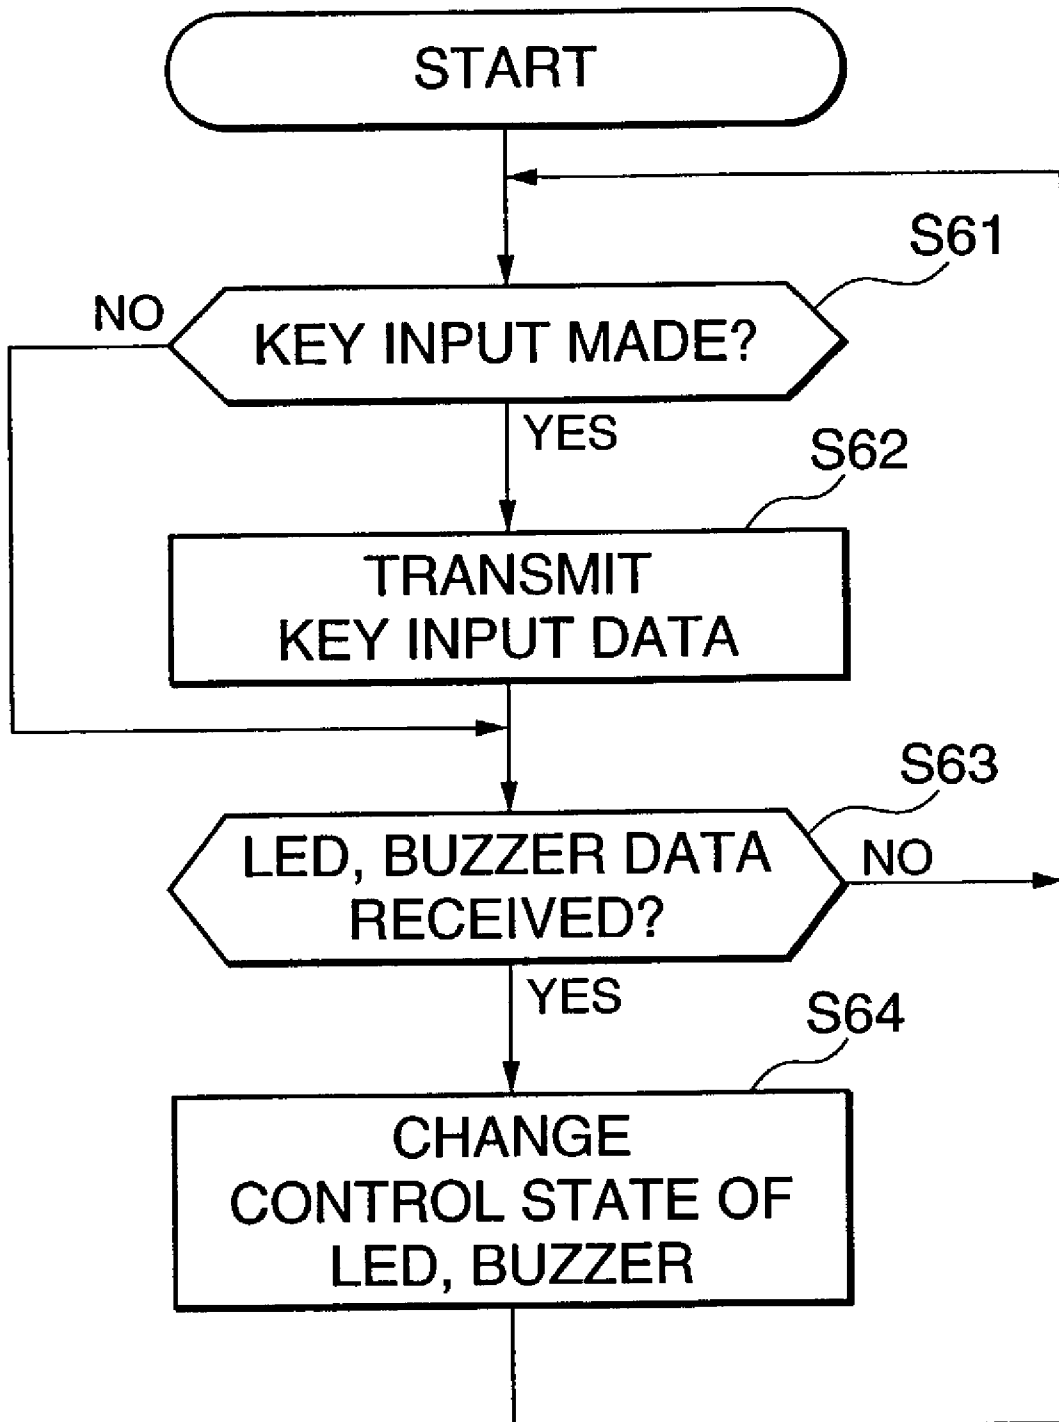 START
S61
NO
KEY INPUT MADE?
YES
S62
TRANSMIT
KEY INPUT DATA
S63
LED, BUZZER DATA
RECEIVED?
NO
YES
S64
CHANGE
CONTROL STATE OF
LED, BUZZER